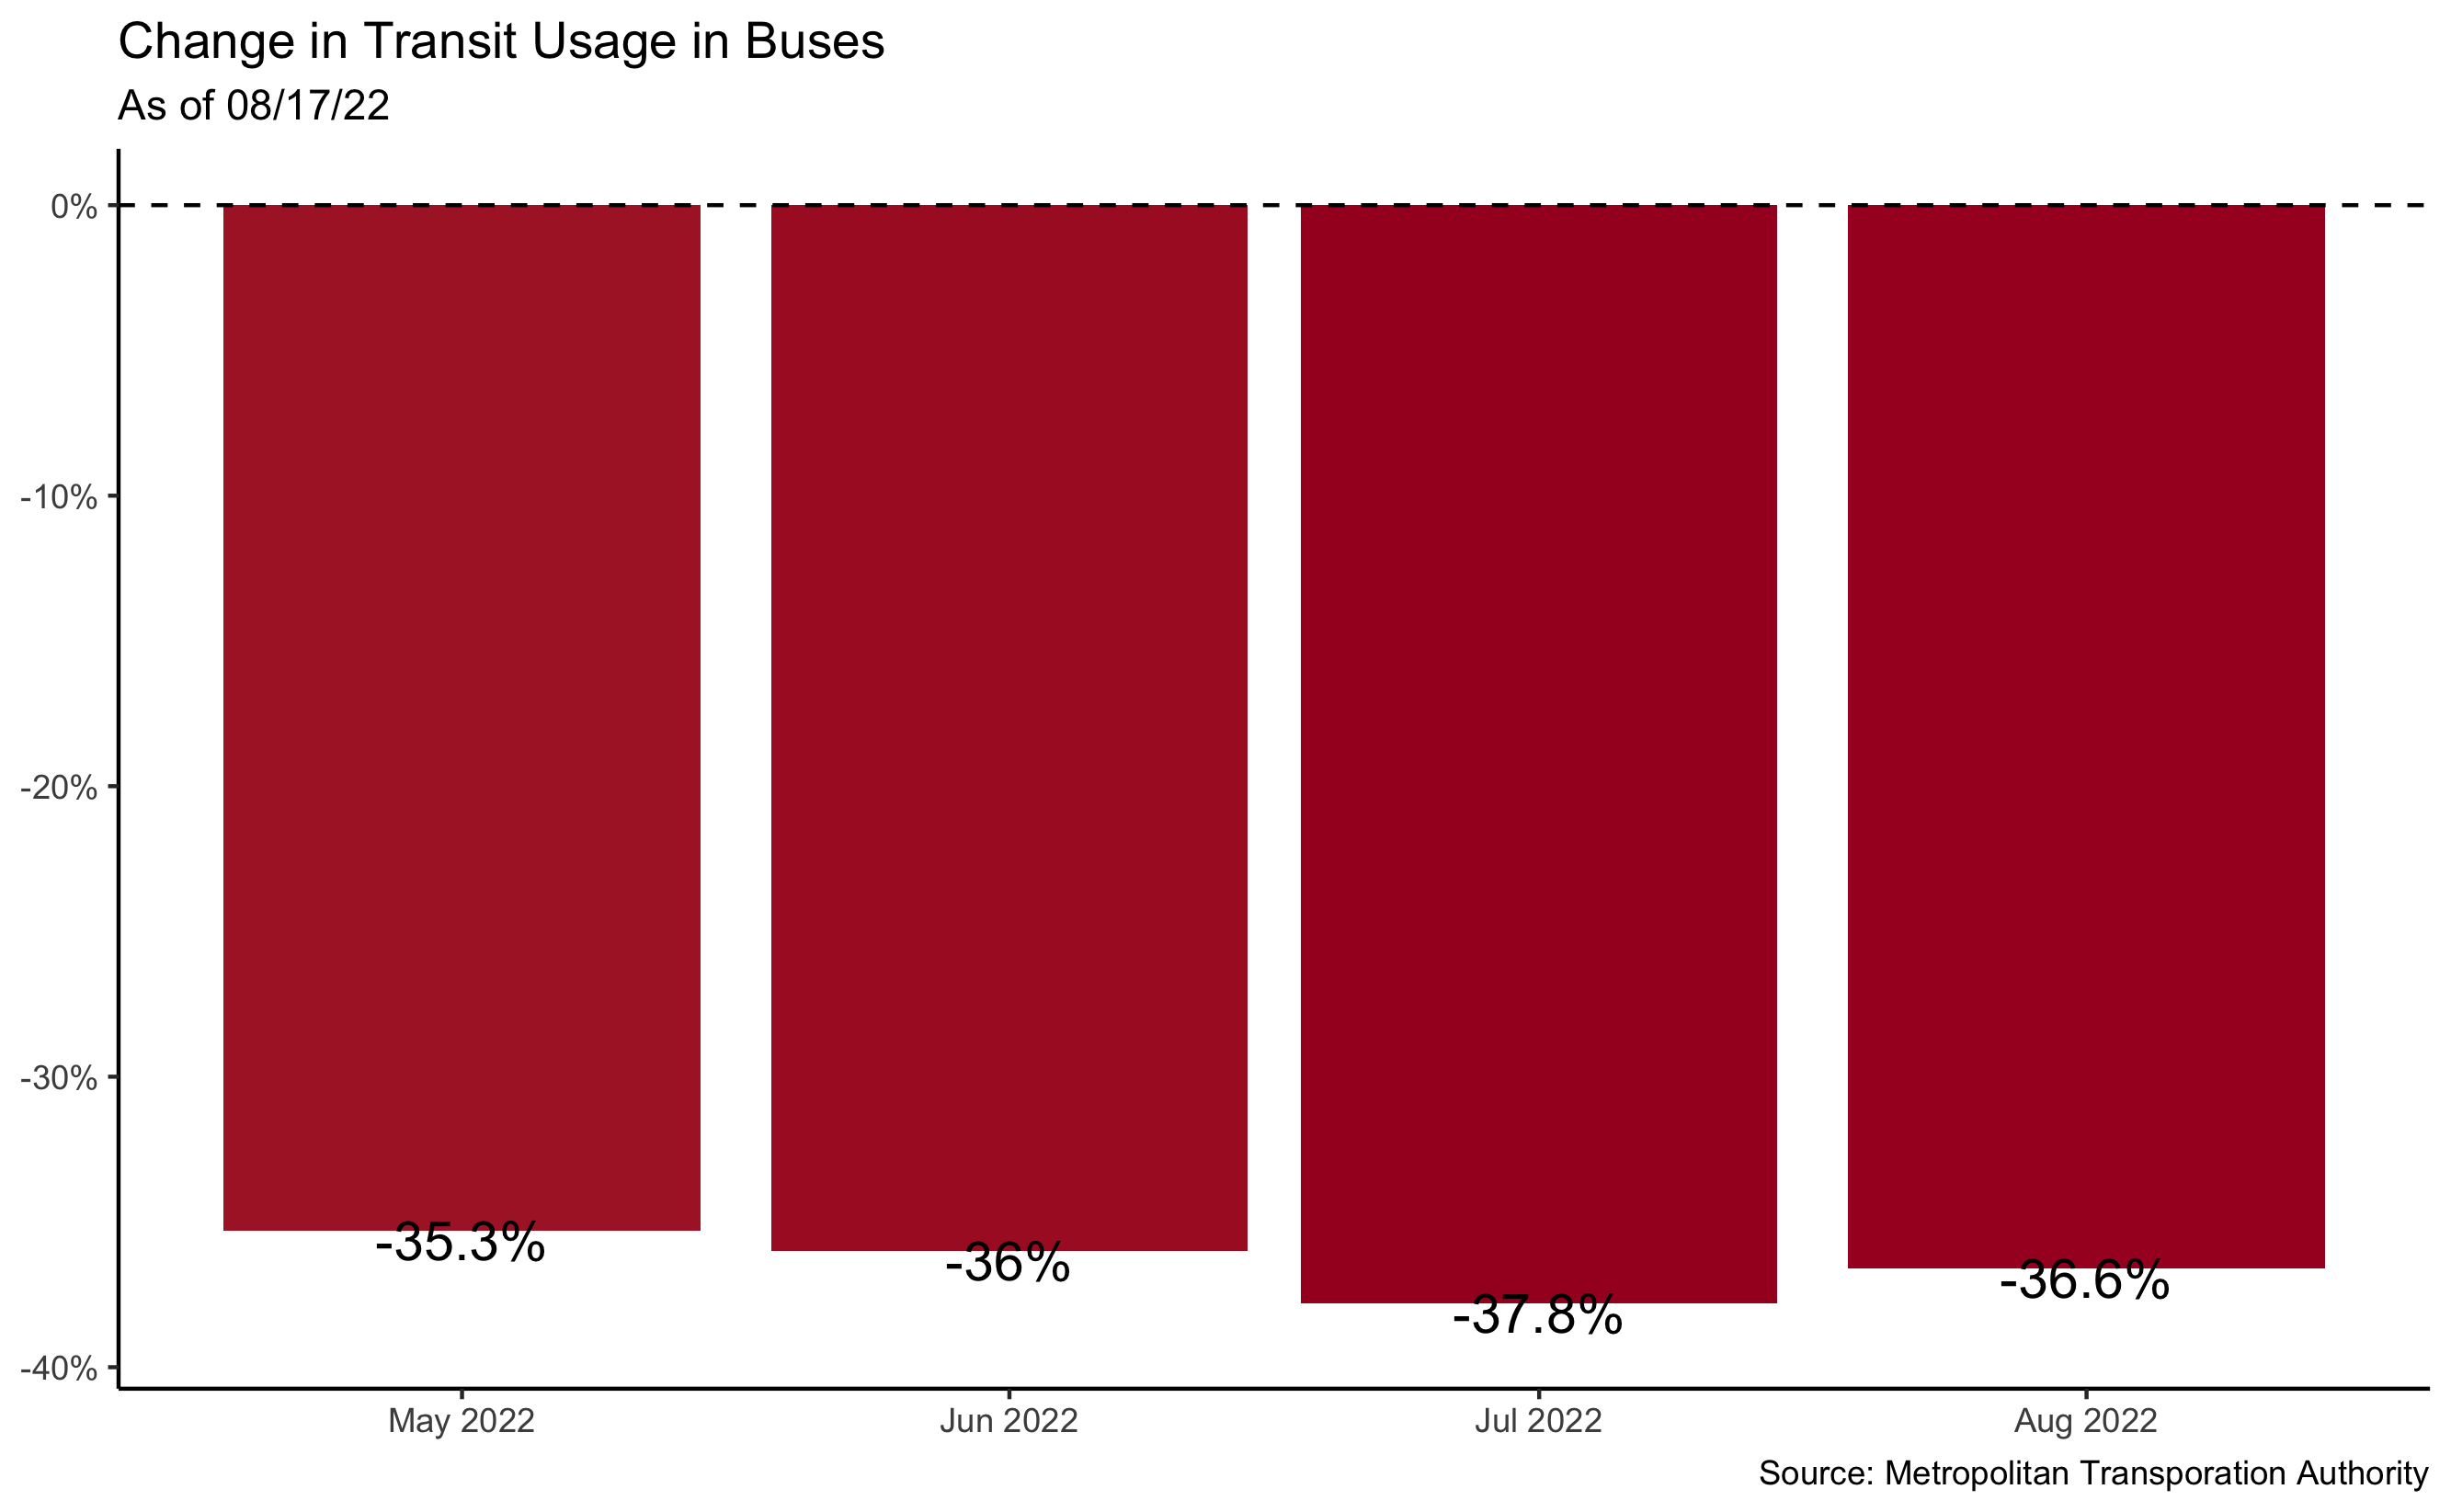 Change in Transit Usage in Buses
As of 08/17/22
0%
-10%
-20%
-30%
-40%
-35.3%
-36%
-37.8%
-36.6%
May 2022
Jun 2022
Jul 2022
Aug 2022
Source: Metropolitan Transporation Authority